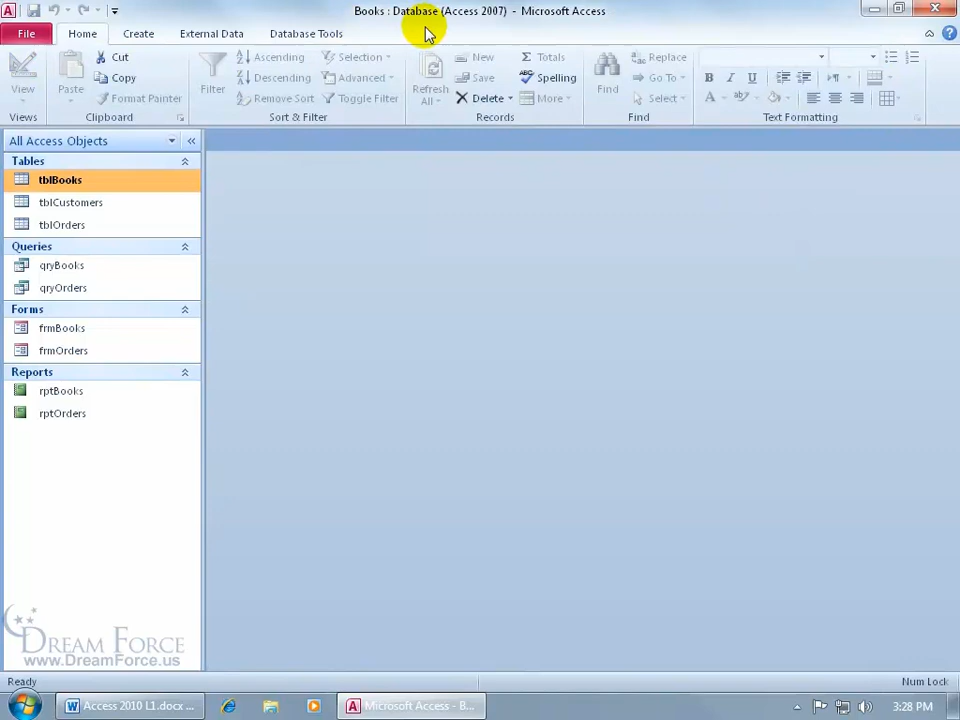 Books : Database (Access 2007) - Microsoft Access
File Home Create External Data Database Tools
View Paste Cut Copy Format Painter Filter Ascending Descending Remove Sort Selection Advanced Toggle Filter Refresh All New Save Delete Totals Spelling More Find Replace Go To Select B I U A ab
Views Clipboard Sort & Filter Records Find Text Formatting
All Access Objects
Tables
tblBooks
tblCustomers
tblOrders
Queries
qryBooks
qryOrders
Forms
frmBooks
frmOrders
Reports
rptBooks
rptOrders
DREAM FORCE
www.DreamForce.us
Ready Num Lock
Access 2010 L1.docx ... Microsoft Access - B... 3:28 PM